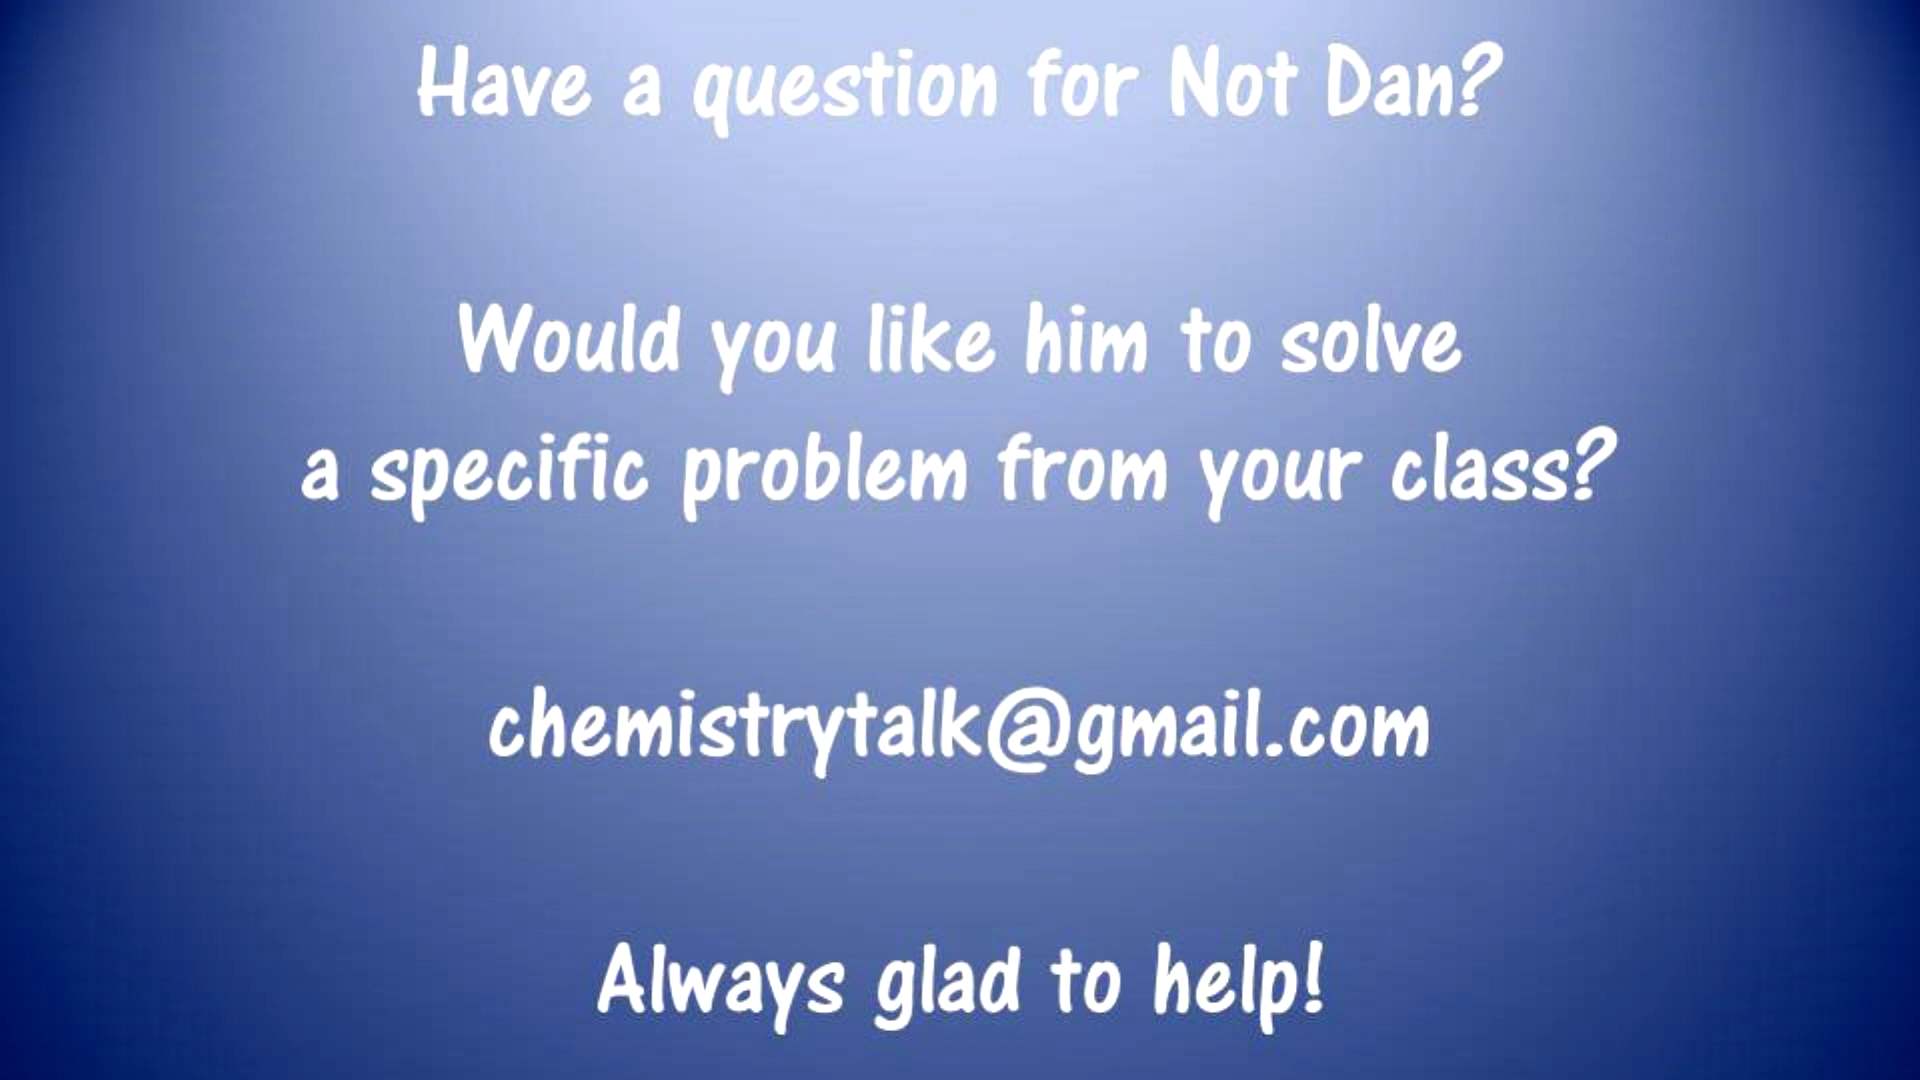 Have a question for Not Dan?
Would you like him to solve
a specific problem from your class?
chemistrytalk@gmail.com
Always glad to help!